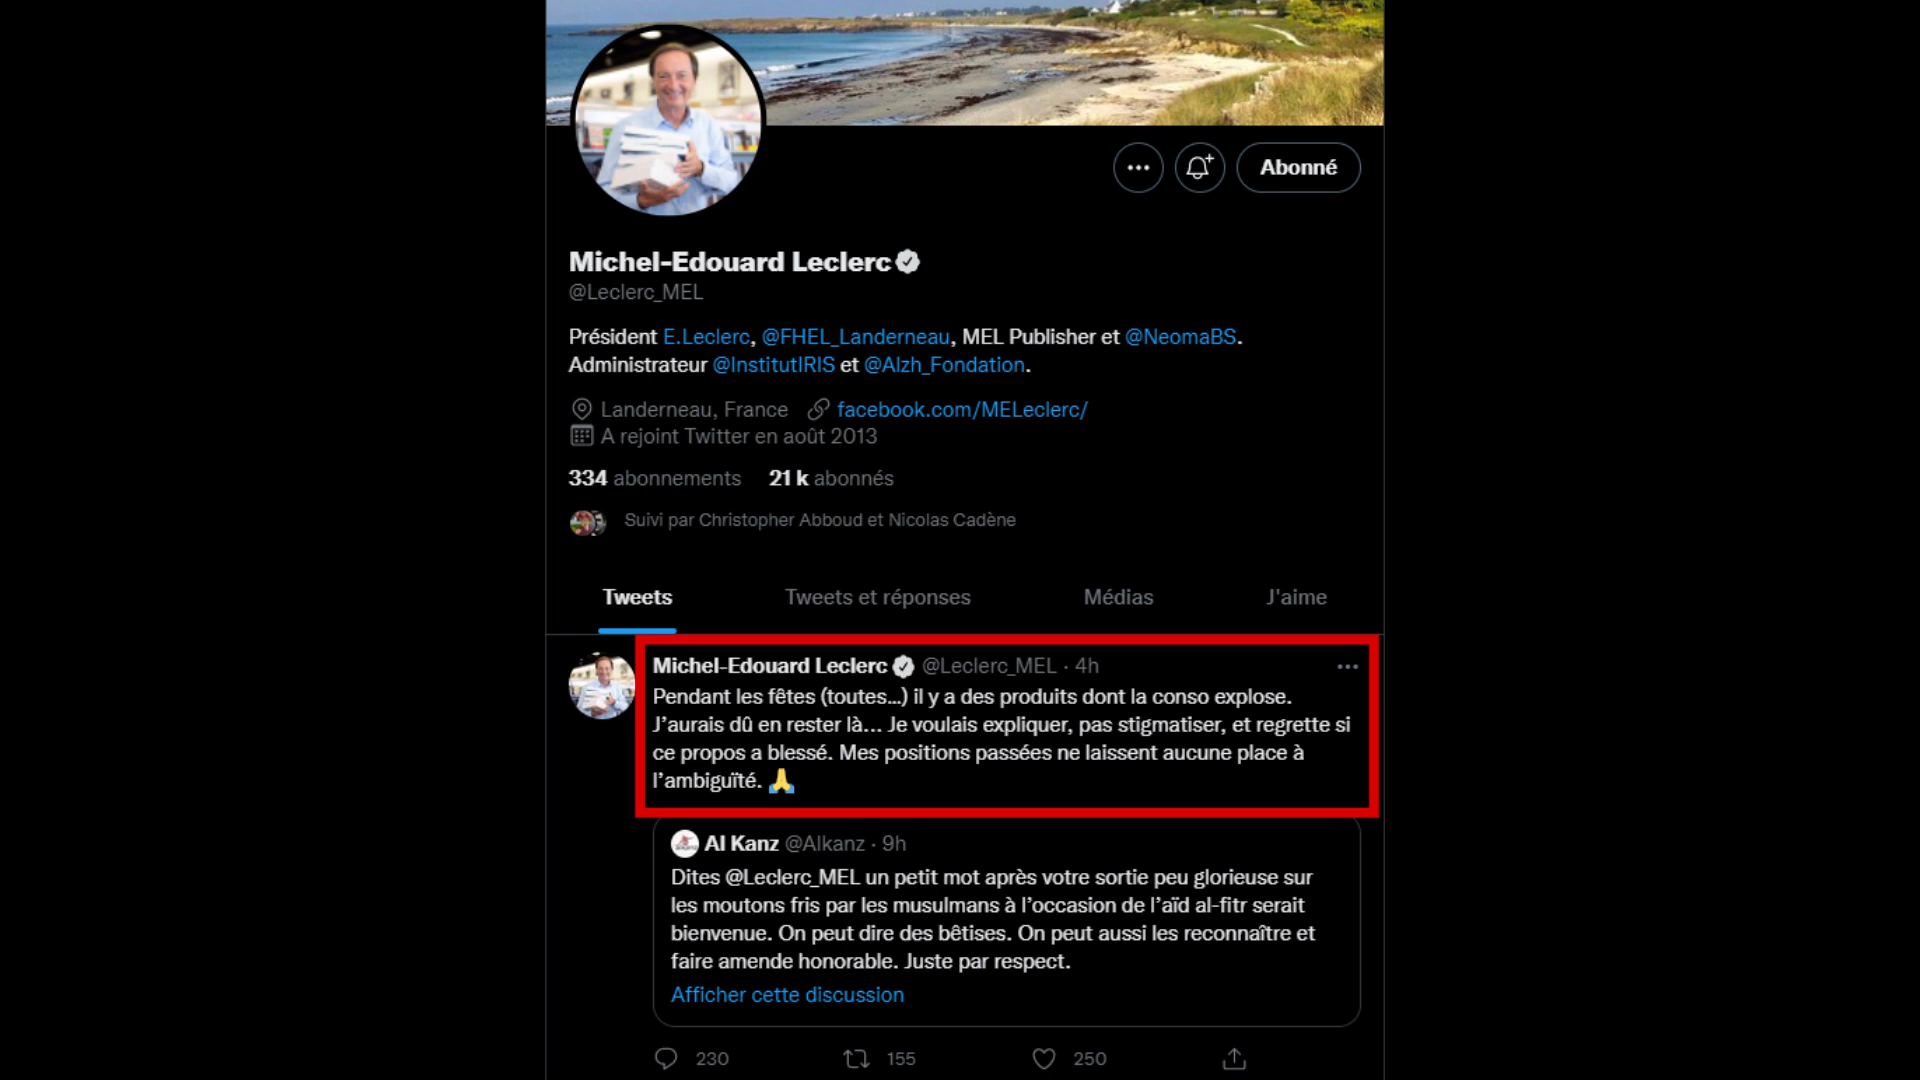 Abonné
Michel-Edouard Leclerc
@Leclerc_MEL
Président E.Leclerc, @FHEL_Landerneau, MEL Publisher et @NeomaBS.
Administrateur @InstitutIRIS et @Alzh_Fondation.
Landerneau, France facebook.com/MELeclerc/
A rejoint Twitter en août 2013
334 abonnements 21 k abonnés
Suivi par Christopher Abboud et Nicolas Cadène
Tweets Tweets et réponses Médias J'aime
Michel-Edouard Leclerc @Leclerc_MEL · 4h
Pendant les fêtes (toutes...) il y a des produits dont la conso explose.
J’aurais dû en rester là... Je voulais expliquer, pas stigmatiser, et regrette si
ce propos a blessé. Mes positions passées ne laissent aucune place à
l’ambiguïté. 🙏
Al Kanz @Alkanz · 9h
Dites @Leclerc_MEL un petit mot après votre sortie peu glorieuse sur
les moutons fris par les musulmans à l’occasion de l’aïd al-fitr serait
bienvenue. On peut dire des bêtises. On peut aussi les reconnaître et
faire amende honorable. Juste par respect.
Afficher cette discussion
230 155 250